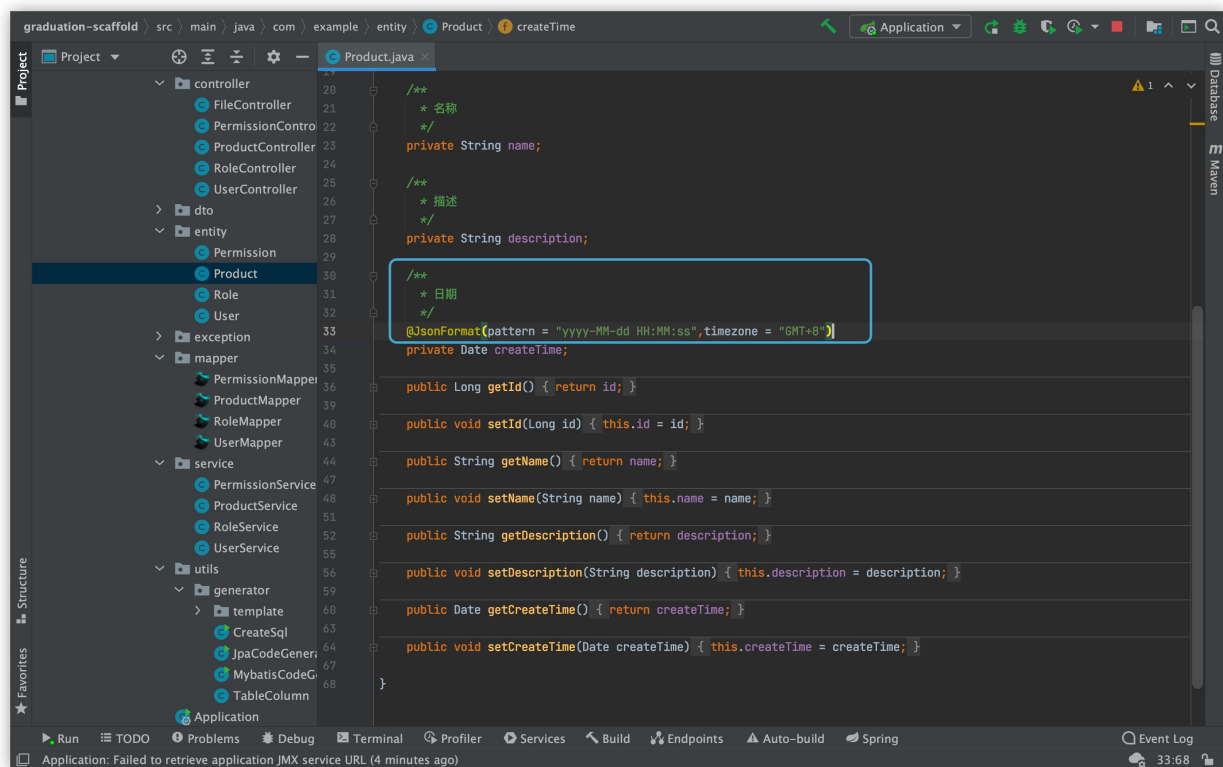 graduation-scaffold 〉 src 〉 main 〉 java 〉 com 〉 example 〉 entity 〉 Product 〉 createTime
Application
Project
Product.java
Project
Structure
Favorites
controller
FileController
PermissionContro
ProductController
RoleController
UserController
dto
entity
Permission
Product
Role
User
exception
mapper
PermissionMapper
ProductMapper
RoleMapper
UserMapper
service
PermissionService
ProductService
RoleService
UserService
utils
generator
template
CreateSql
JpaCodeGenera
MybatisCodeG
TableColumn
Application
19
20 /**
21 * 名称
22 */
23 private String name;
24
25 /**
26 * 描述
27 */
28 private String description;
29
30 /**
31 * 日期
32 */
33 @JsonFormat(pattern = "yyyy-MM-dd HH:MM:ss",timezone = "GMT+8")
34 private Date createTime;
35
36 public Long getId() { return id; }
39
40 public void setId(Long id) { this.id = id; }
43
44 public String getName() { return name; }
47
48 public void setName(String name) { this.name = name; }
51
52 public String getDescription() { return description; }
55
56 public void setDescription(String description) { this.description = description; }
59
60 public Date getCreateTime() { return createTime; }
63
64 public void setCreateTime(Date createTime) { this.createTime = createTime; }
67
68 }
1
Database
m Maven
Run TODO Problems Debug Terminal Profiler Services Build Endpoints Auto-build Spring Event Log
Application: Failed to retrieve application JMX service URL (4 minutes ago) 33:68